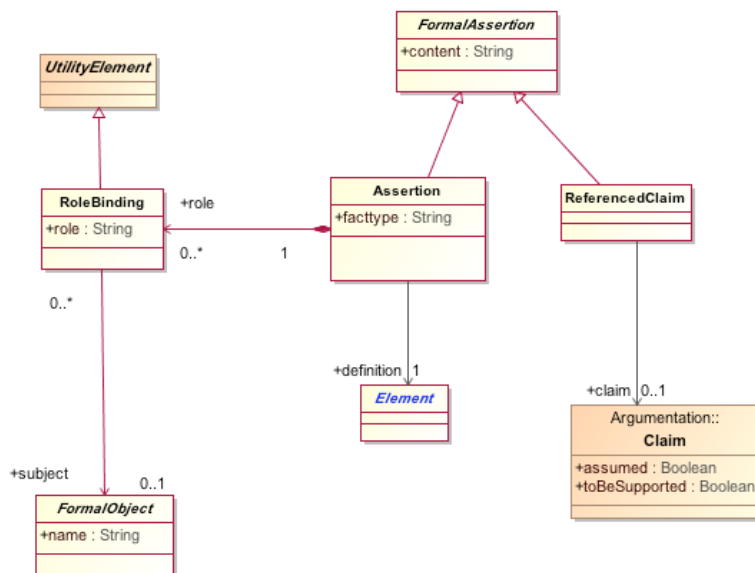 FormalAssertion
+content : String
UtilityElement
RoleBinding
+role : String
+role
0..*
1
Assertion
+facttype : String
ReferencedClaim
0..*
+definition
1
Element
+claim
0..1
Argumentation::
Claim
+assumed : Boolean
+toBeSupported : Boolean
+subject
0..1
FormalObject
+name : String